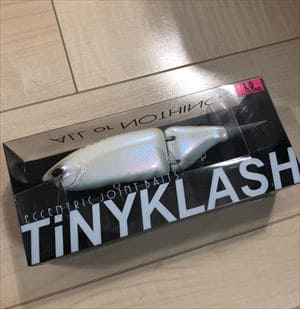 ALL or NOTHING
ECCENTRIC JOINT BAITS
TiNYKLASH